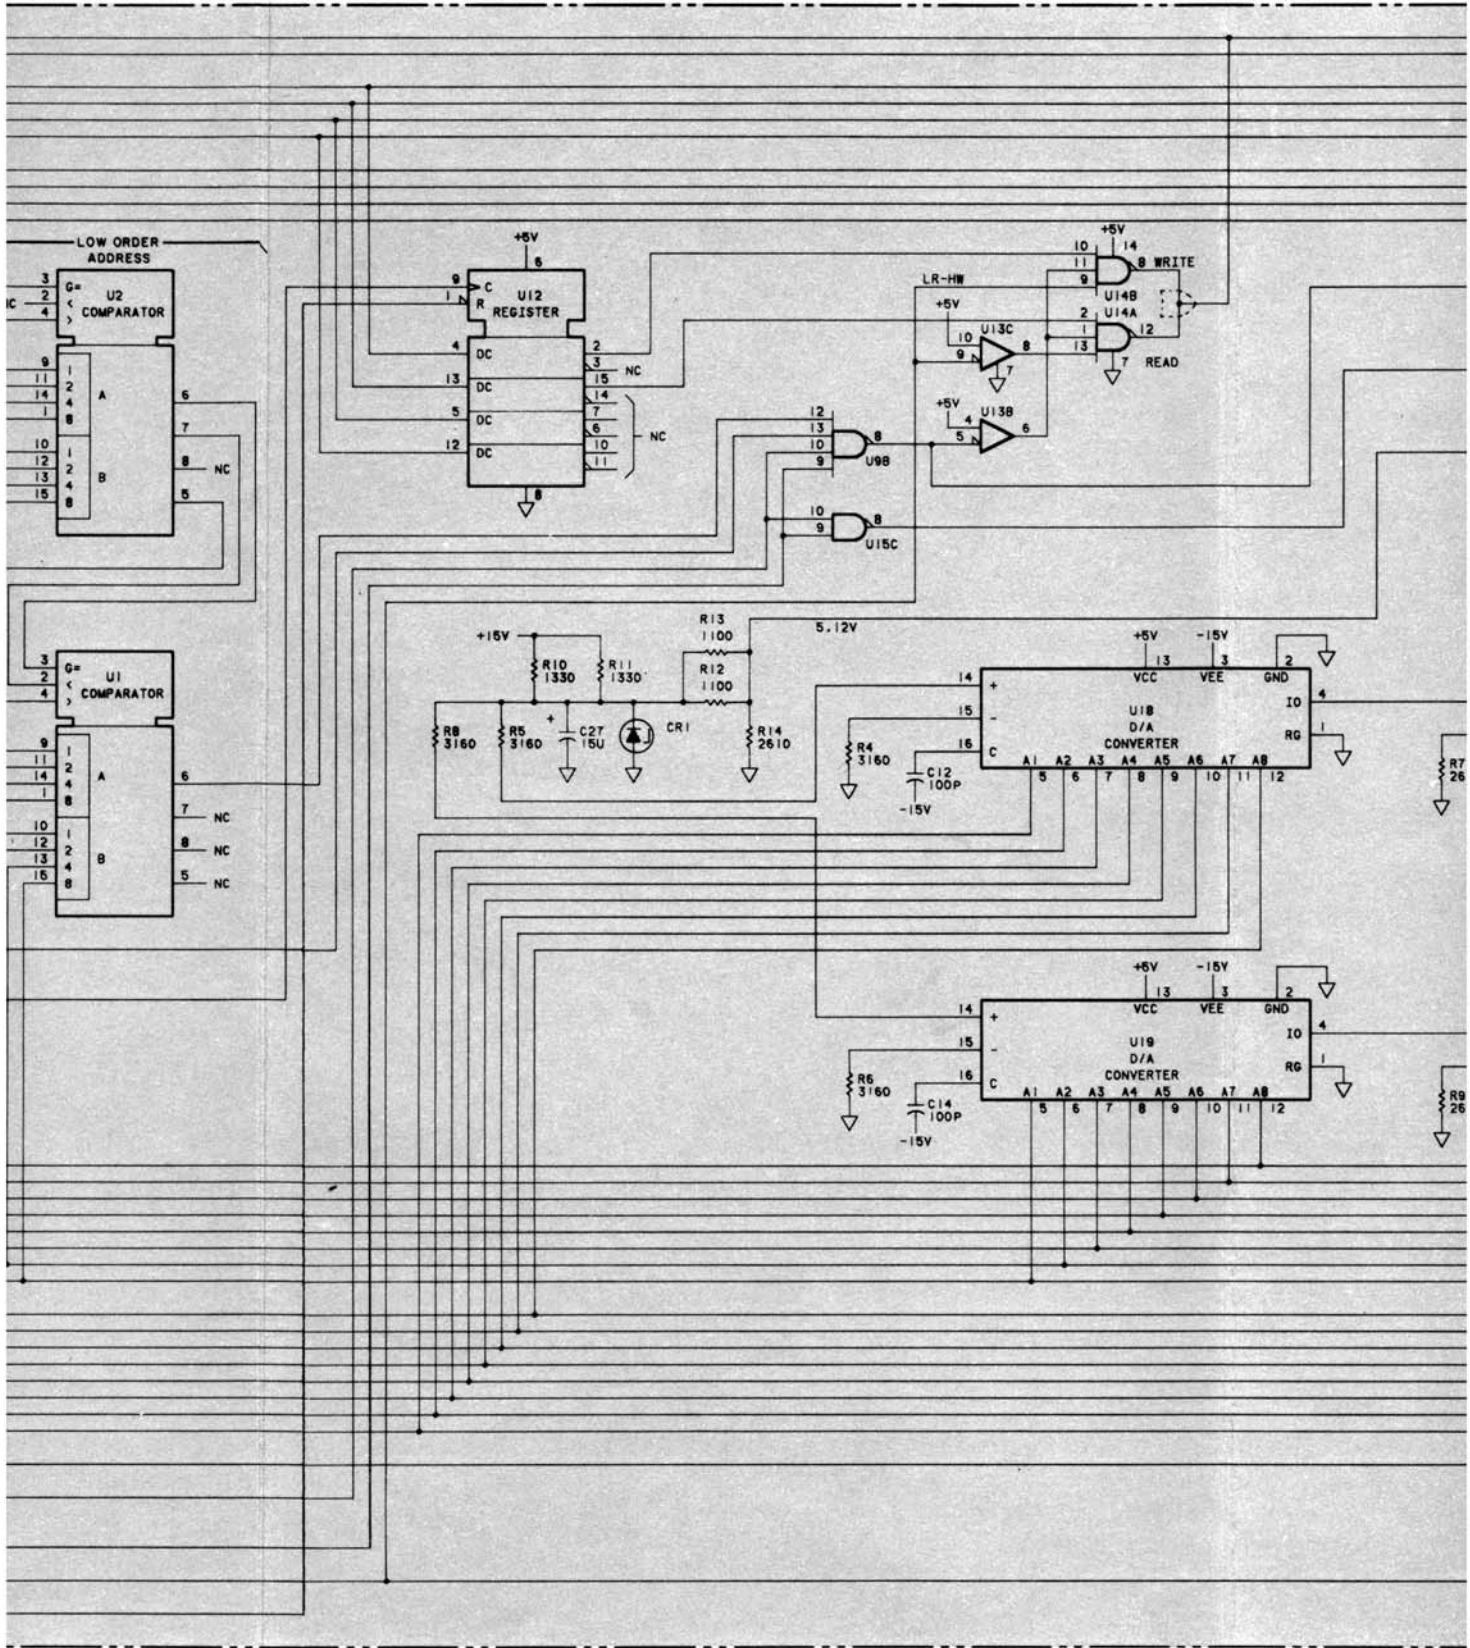 LOW ORDER
ADDRESS
3 G=
U2
COMPARATOR
2 <
4 >
9 1
11 2
14 4
1 8
A
6
7
10 1
12 2
13 4
15 8
B
8 NC
5
3 G=
U1
COMPARATOR
2 <
4 >
9 1
11 2
14 4
1 8
A
6
7 NC
10 1
12 2
13 4
15 8
B
8 NC
5 NC
+5V
6
9 C
1 R
U12
REGISTER
4 DC 2
3 NC
13 DC 15
14
5 DC 7
6
12 DC 10
11
NC
8
+5V
10 14
11 8 WRITE
9
U14B
LR-HW
+5V
U13C
10
9 8
7
U14A
2
1 12
13
7 READ
+5V
U13B
4
5 6
12
13
10 8
9
U9B
10
9 8
U15C
+15V
R10
1330
R11
1330
R13
1100
R12
1100
5.12V
R8
3160
R5
3160
+
C27
15U
CR1
R14
2610
+5V -15V
13 3 2
VCC VEE GND
14 +
15 -
16 C
U18
D/A
CONVERTER
IO 4
RG 1
A1 A2 A3 A4 A5 A6 A7 A8
5 6 7 8 9 10 11 12
R4
3160
C12
100P
-15V
R7
26
+5V -15V
13 3 2
VCC VEE GND
14 +
15 -
16 C
U19
D/A
CONVERTER
IO 4
RG 1
A1 A2 A3 A4 A5 A6 A7 A8
5 6 7 8 9 10 11 12
R6
3160
C14
100P
-15V
R9
26